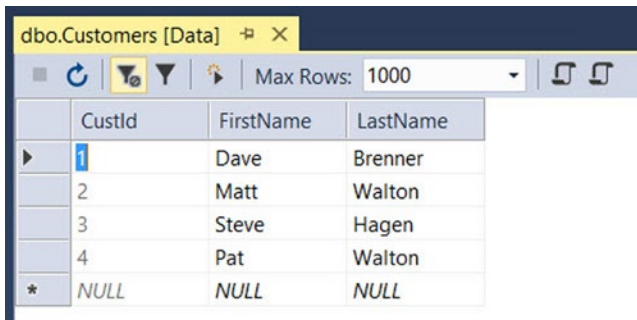 dbo.Customers [Data]
Max Rows: 1000
CustId FirstName LastName
1 Dave Brenner
2 Matt Walton
3 Steve Hagen
4 Pat Walton
NULL NULL NULL